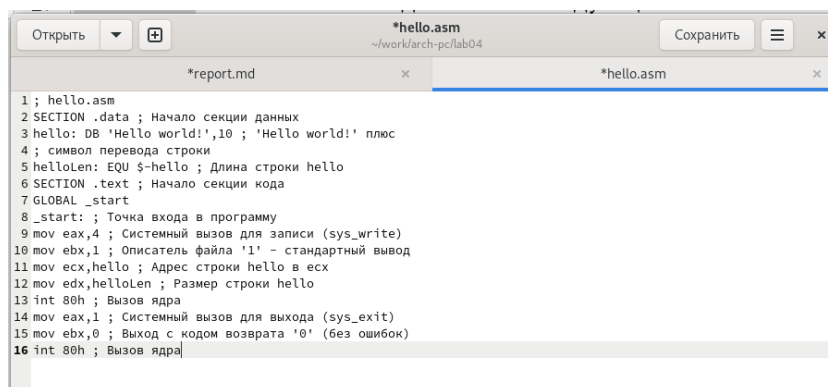 Открыть
*hello.asm
~/work/arch-pc/lab04
Сохранить
*report.md
*hello.asm
1 ; hello.asm
2 SECTION .data ; Начало секции данных
3 hello: DB 'Hello world!',10 ; 'Hello world!' плюс
4 ; символ перевода строки
5 helloLen: EQU $-hello ; Длина строки hello
6 SECTION .text ; Начало секции кода
7 GLOBAL _start
8 _start: ; Точка входа в программу
9 mov eax,4 ; Системный вызов для записи (sys_write)
10 mov ebx,1 ; Описатель файла '1' - стандартный вывод
11 mov ecx,hello ; Адрес строки hello в ecx
12 mov edx,helloLen ; Размер строки hello
13 int 80h ; Вызов ядра
14 mov eax,1 ; Системный вызов для выхода (sys_exit)
15 mov ebx,0 ; Выход с кодом возврата '0' (без ошибок)
16 int 80h ; Вызов ядра